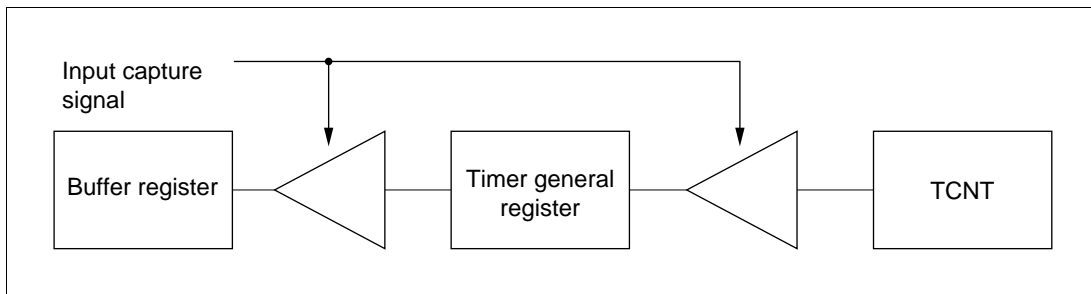 Input capture
signal
Buffer register
Timer general
register
TCNT